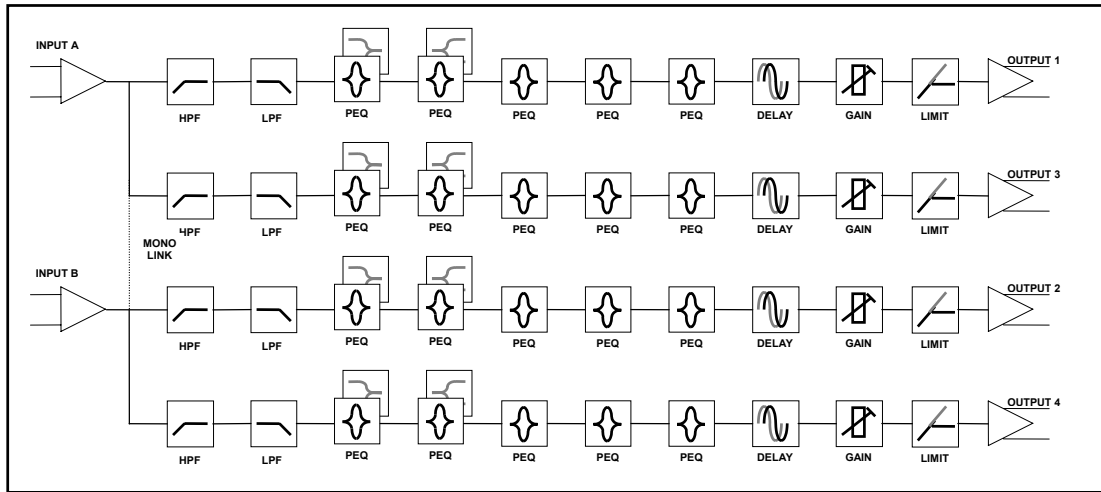 INPUT A
OUTPUT 1
HPF LPF PEQ PEQ PEQ PEQ PEQ DELAY GAIN LIMIT
OUTPUT 3
HPF LPF PEQ PEQ PEQ PEQ PEQ DELAY GAIN LIMIT
MONO
LINK
INPUT B
OUTPUT 2
HPF LPF PEQ PEQ PEQ PEQ PEQ DELAY GAIN LIMIT
OUTPUT 4
HPF LPF PEQ PEQ PEQ PEQ PEQ DELAY GAIN LIMIT